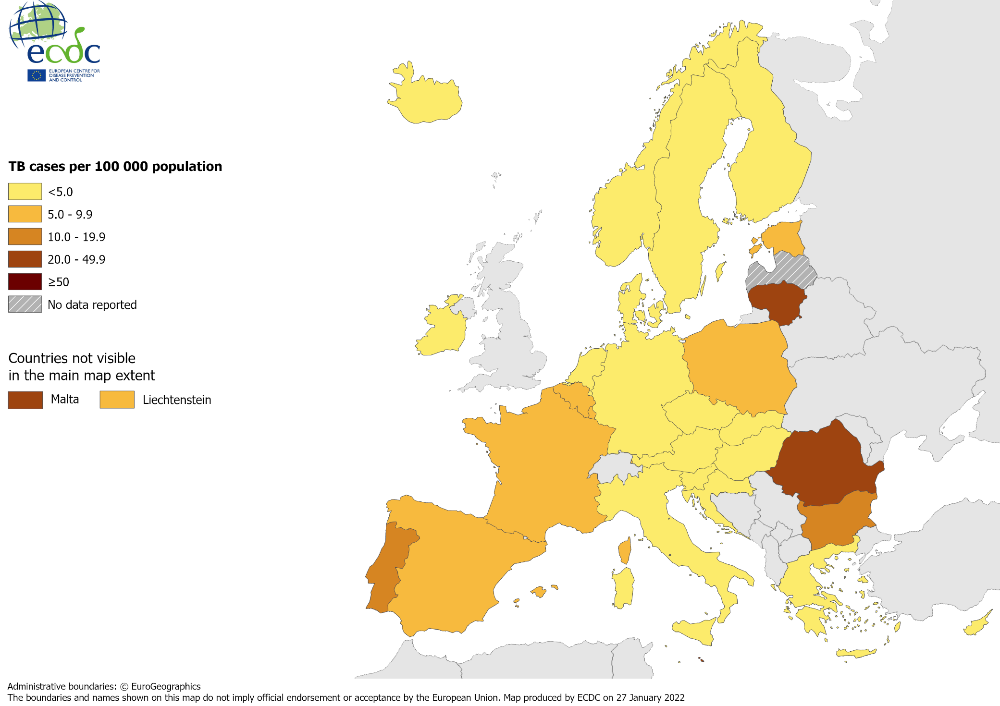 ecdc
EUROPEAN CENTRE FOR
DISEASE PREVENTION
AND CONTROL
TB cases per 100 000 population
<5.0
5.0 - 9.9
10.0 - 19.9
20.0 - 49.9
≥50
No data reported
Countries not visible
in the main map extent
Malta
Liechtenstein
Administrative boundaries: © EuroGeographics
The boundaries and names shown on this map do not imply official endorsement or acceptance by the European Union. Map produced by ECDC on 27 January 2022